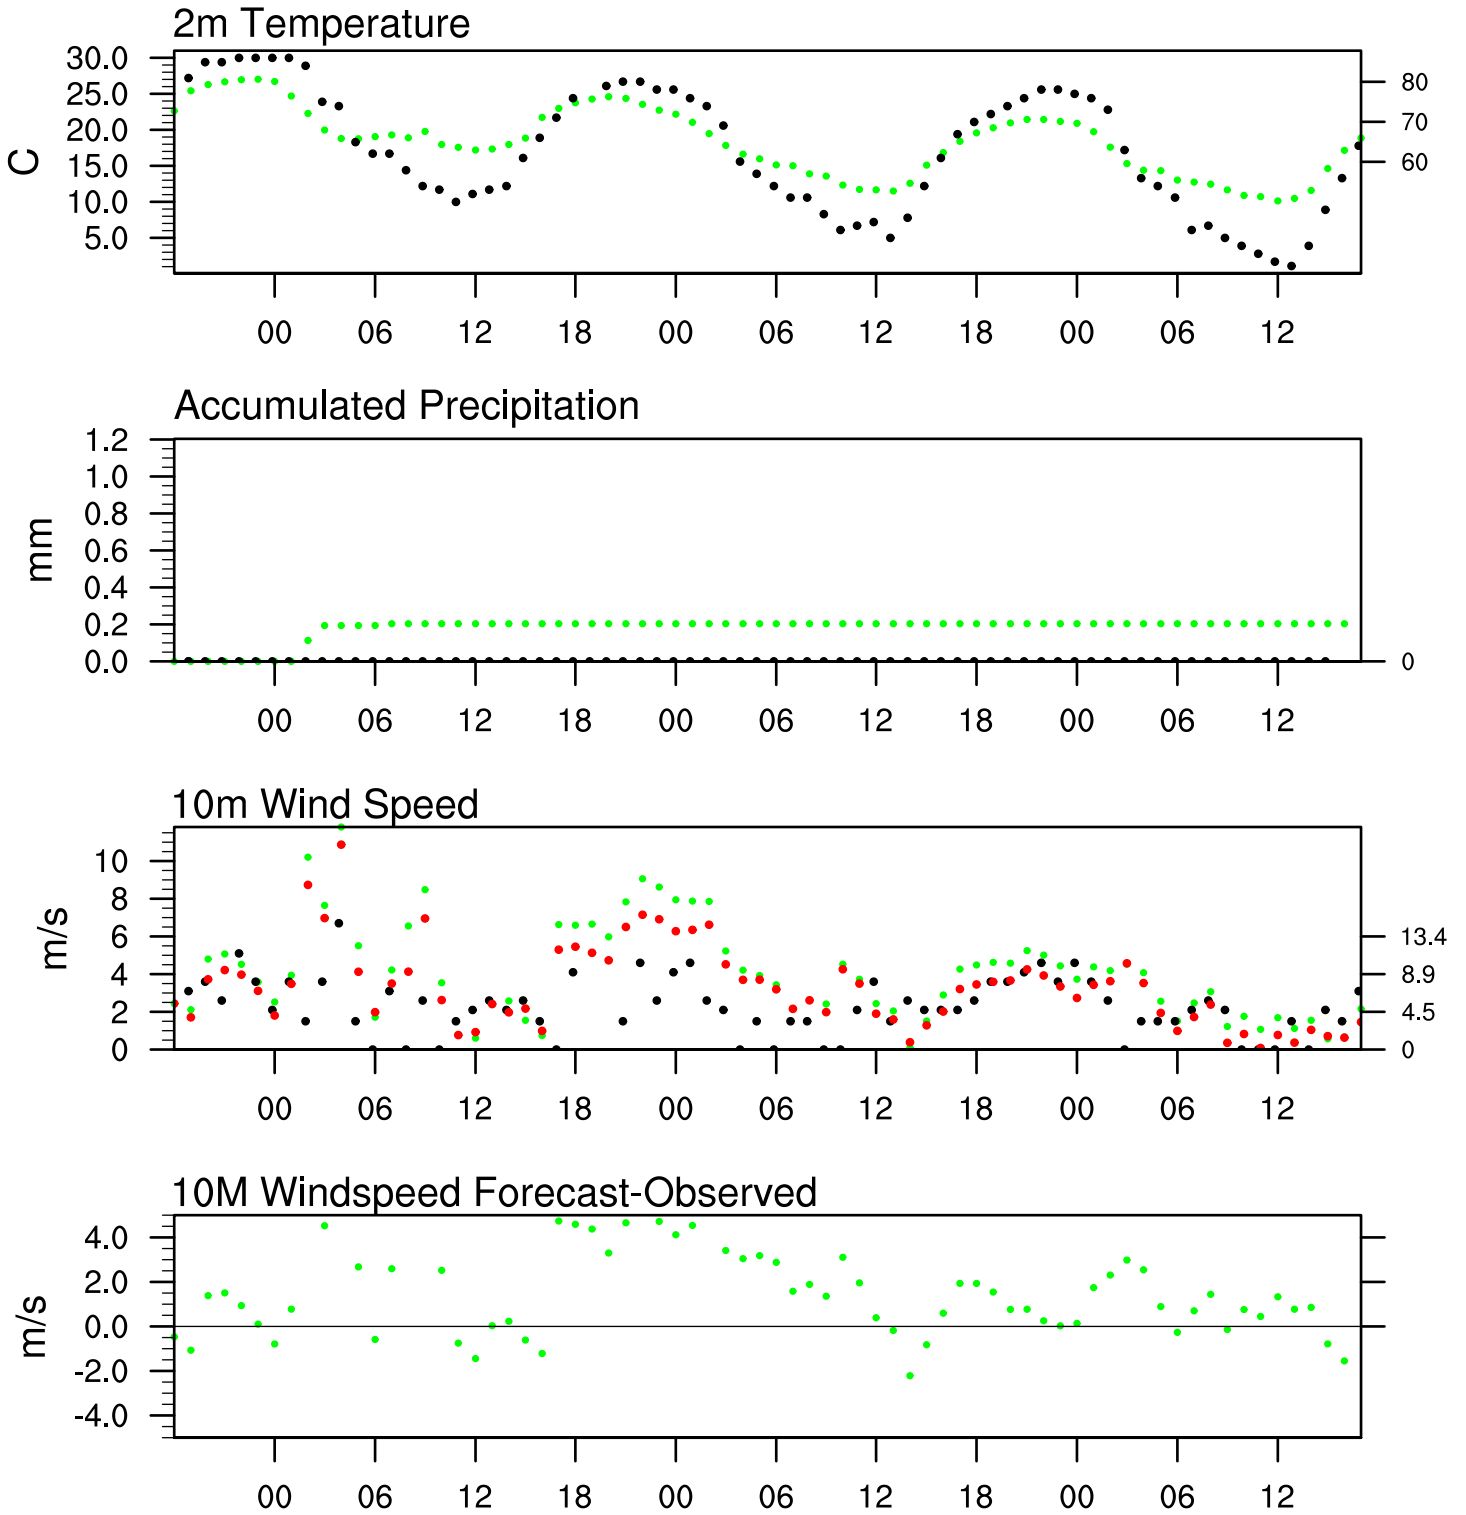 2m Temperature
30.0
25.0
20.0
15.0
10.0
5.0
C
80
70
60
00 06 12 18 00 06 12 18 00 06 12
Accumulated Precipitation
1.2
1.0
0.8
0.6
0.4
0.2
0.0
mm
0
00 06 12 18 00 06 12 18 00 06 12
10m Wind Speed
10
8
6
4
2
0
m/s
13.4
8.9
4.5
0
00 06 12 18 00 06 12 18 00 06 12
10M Windspeed Forecast-Observed
4.0
2.0
0.0
-2.0
-4.0
m/s
00 06 12 18 00 06 12 18 00 06 12